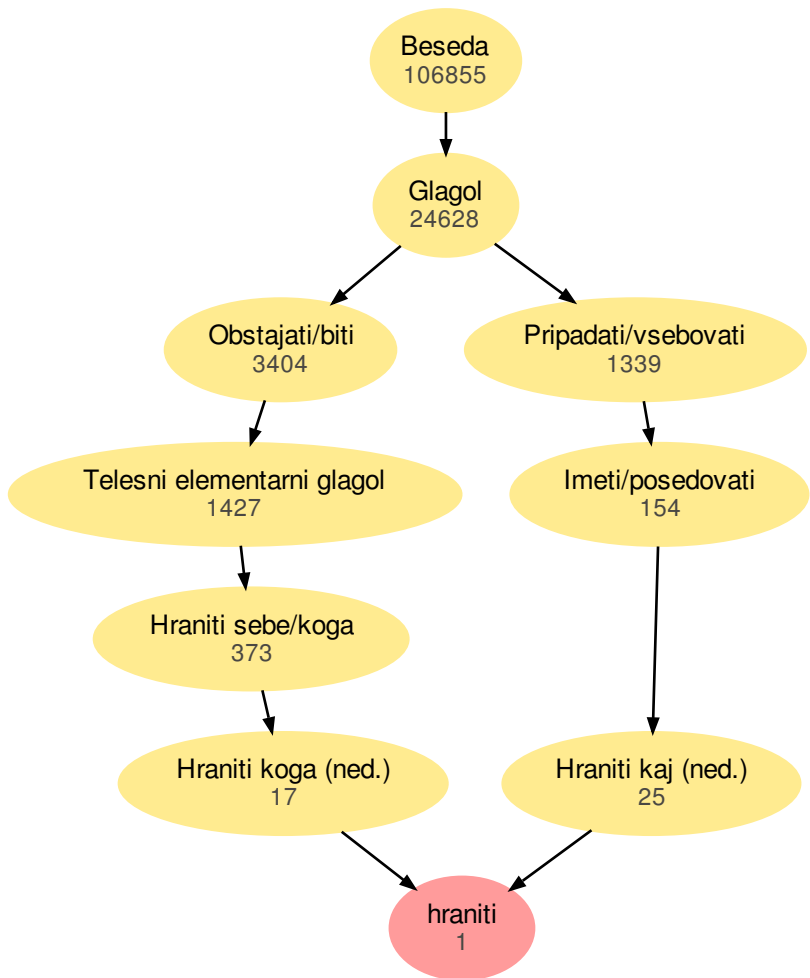 Beseda
106855
Glagol
24628
Obstajati/biti
3404
Pripadati/vsebovati
1339
Telesni elementarni glagol
1427
Imeti/posedovati
154
Hraniti sebe/koga
373
Hraniti koga (ned.)
17
Hraniti kaj (ned.)
25
hraniti
1